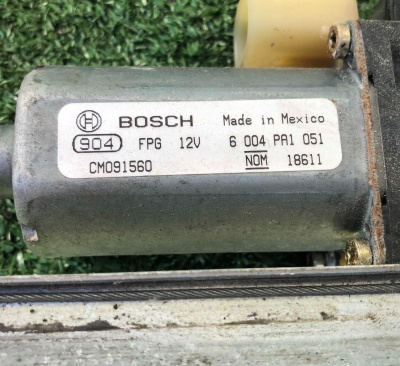 BOSCH Made in Mexico
904 FPG 12V 6 004 PA1 051
CM091560 NOM 18611